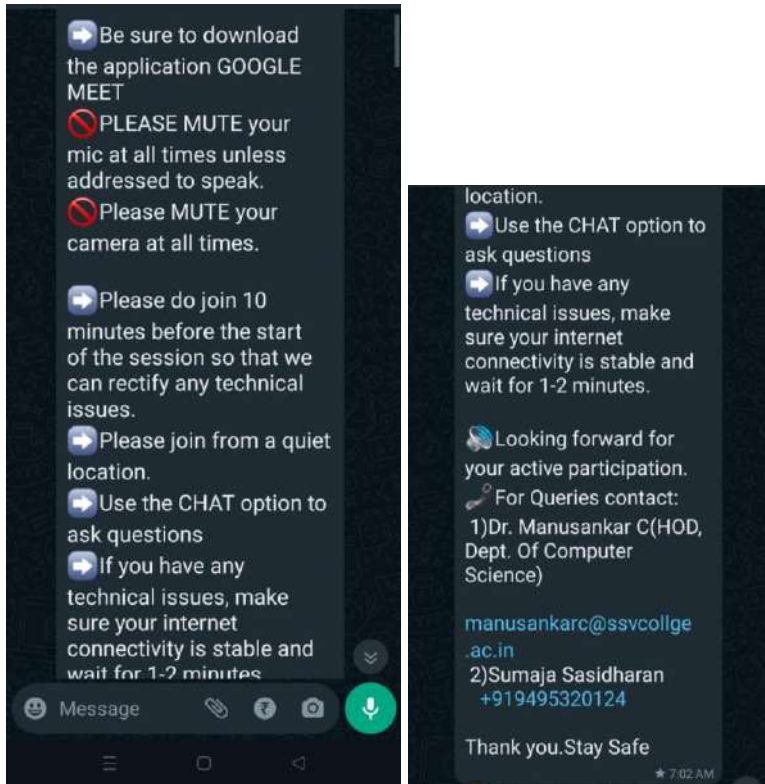 ➡Be sure to download
the application GOOGLE
MEET
🚫PLEASE MUTE your
mic at all times unless
addressed to speak.
🚫Please MUTE your
camera at all times.
➡Please do join 10
minutes before the start
of the session so that we
can rectify any technical
issues.
➡Please join from a quiet
location.
➡Use the CHAT option to
ask questions
➡If you have any
technical issues, make
sure your internet
connectivity is stable and
wait for 1-2 minutes
Message
location.
➡Use the CHAT option to
ask questions
➡If you have any
technical issues, make
sure your internet
connectivity is stable and
wait for 1-2 minutes.
🔊Looking forward for
your active participation.
📞For Queries contact:
1)Dr. Manusankar C(HOD,
Dept. Of Computer
Science)
manusankarc@ssvcollge
.ac.in
2)Sumaja Sasidharan
+919495320124
Thank you.Stay Safe
★ 7:02 AM